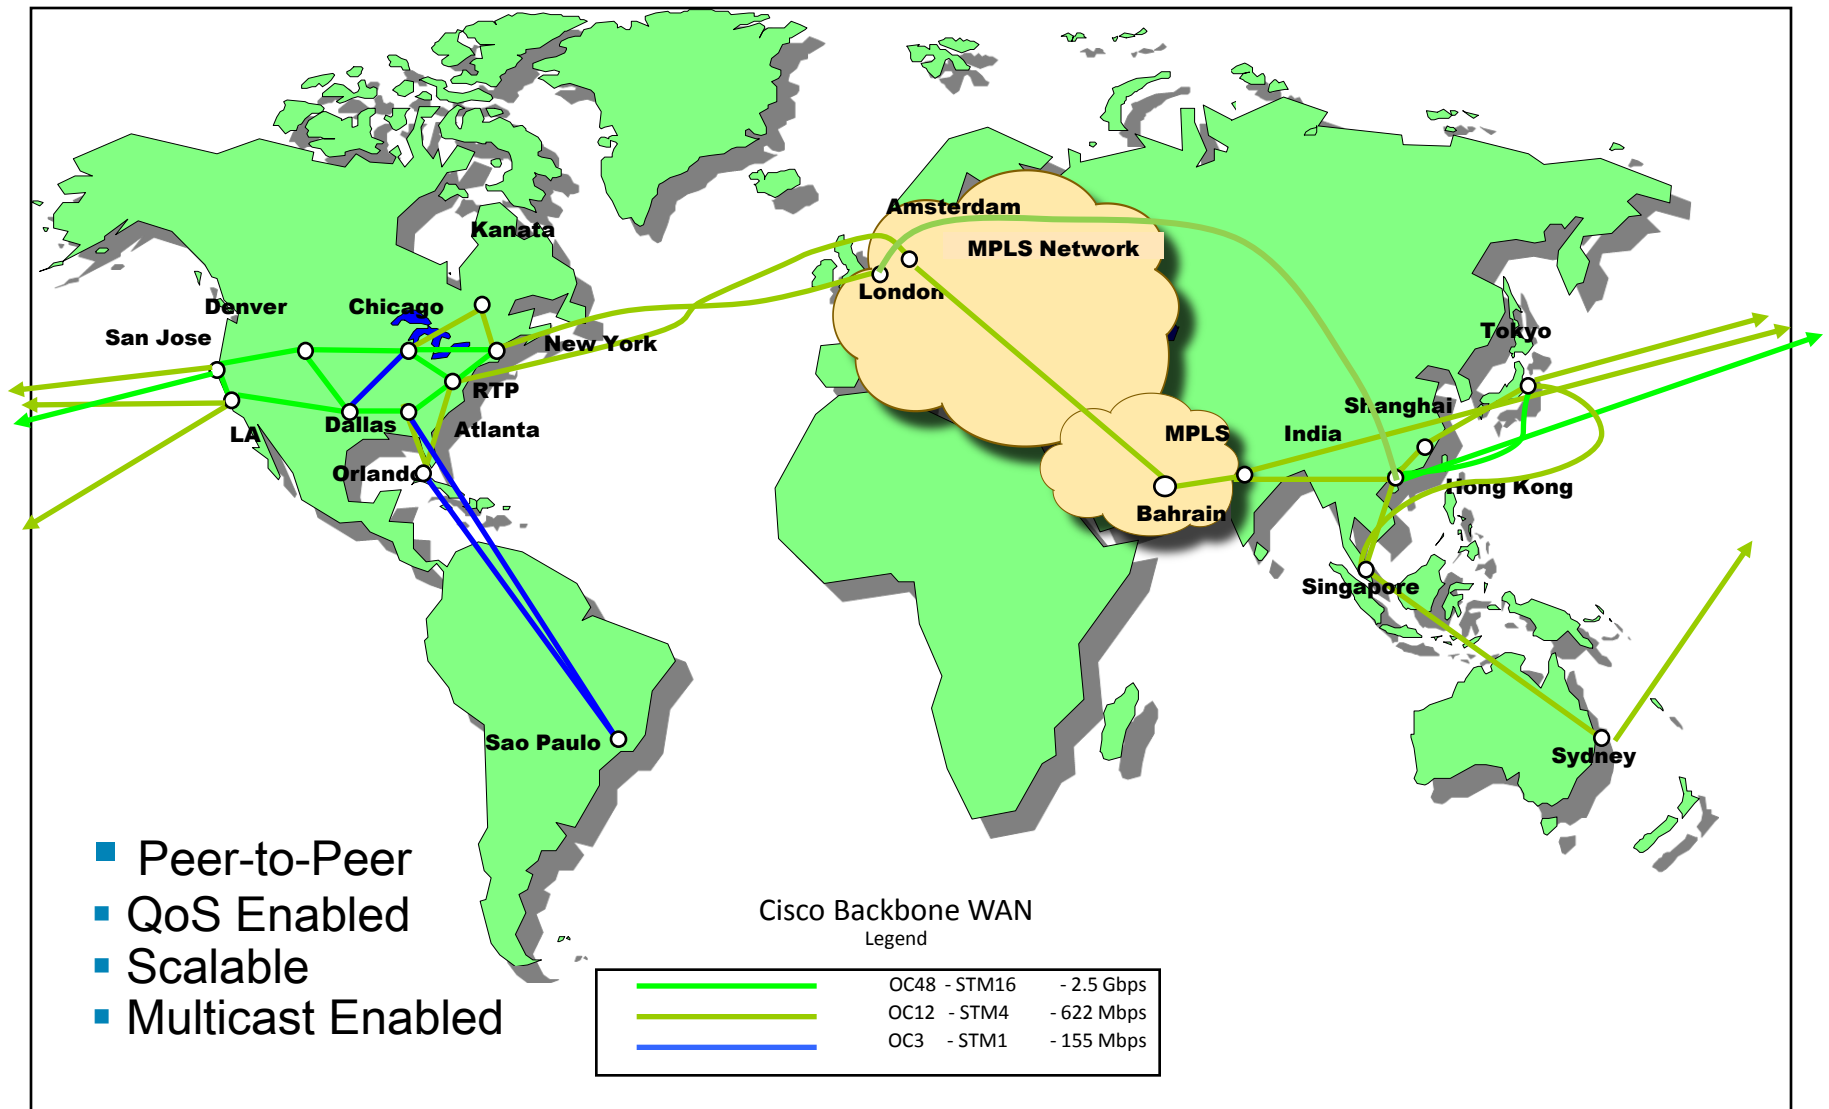 Amsterdam
Kanata
MPLS Network
London
Denver
Chicago
San Jose
New York
Tokyo
RTP
Shanghai
LA
Dallas
Atlanta
MPLS
India
Orlando
Hong Kong
Bahrain
Singapore
Sao Paulo
Sydney
Peer-to-Peer
QoS Enabled
Scalable
Multicast Enabled
Cisco Backbone WAN
Legend
OC48 - STM16 - 2.5 Gbps
OC12 - STM4 - 622 Mbps
OC3 - STM1 - 155 Mbps